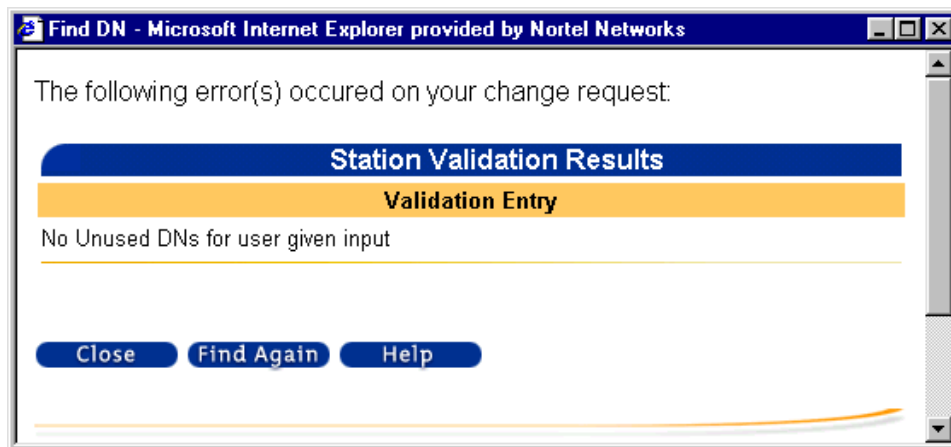 Find DN - Microsoft Internet Explorer provided by Nortel Networks
The following error(s) occured on your change request:
Station Validation Results
Validation Entry
No Unused DNs for user given input
Close Find Again Help